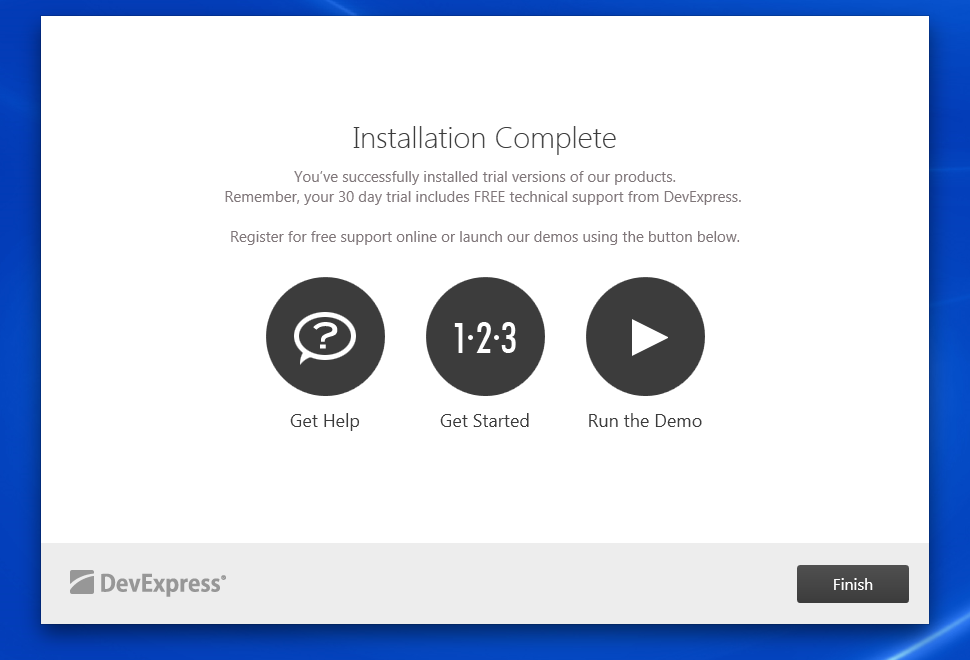 Installation Complete
You've successfully installed trial versions of our products.
Remember, your 30 day trial includes FREE technical support from DevExpress.
Register for free support online or launch our demos using the button below.
?
1·2·3
Get Help
Get Started
Run the Demo
DevExpress
Finish